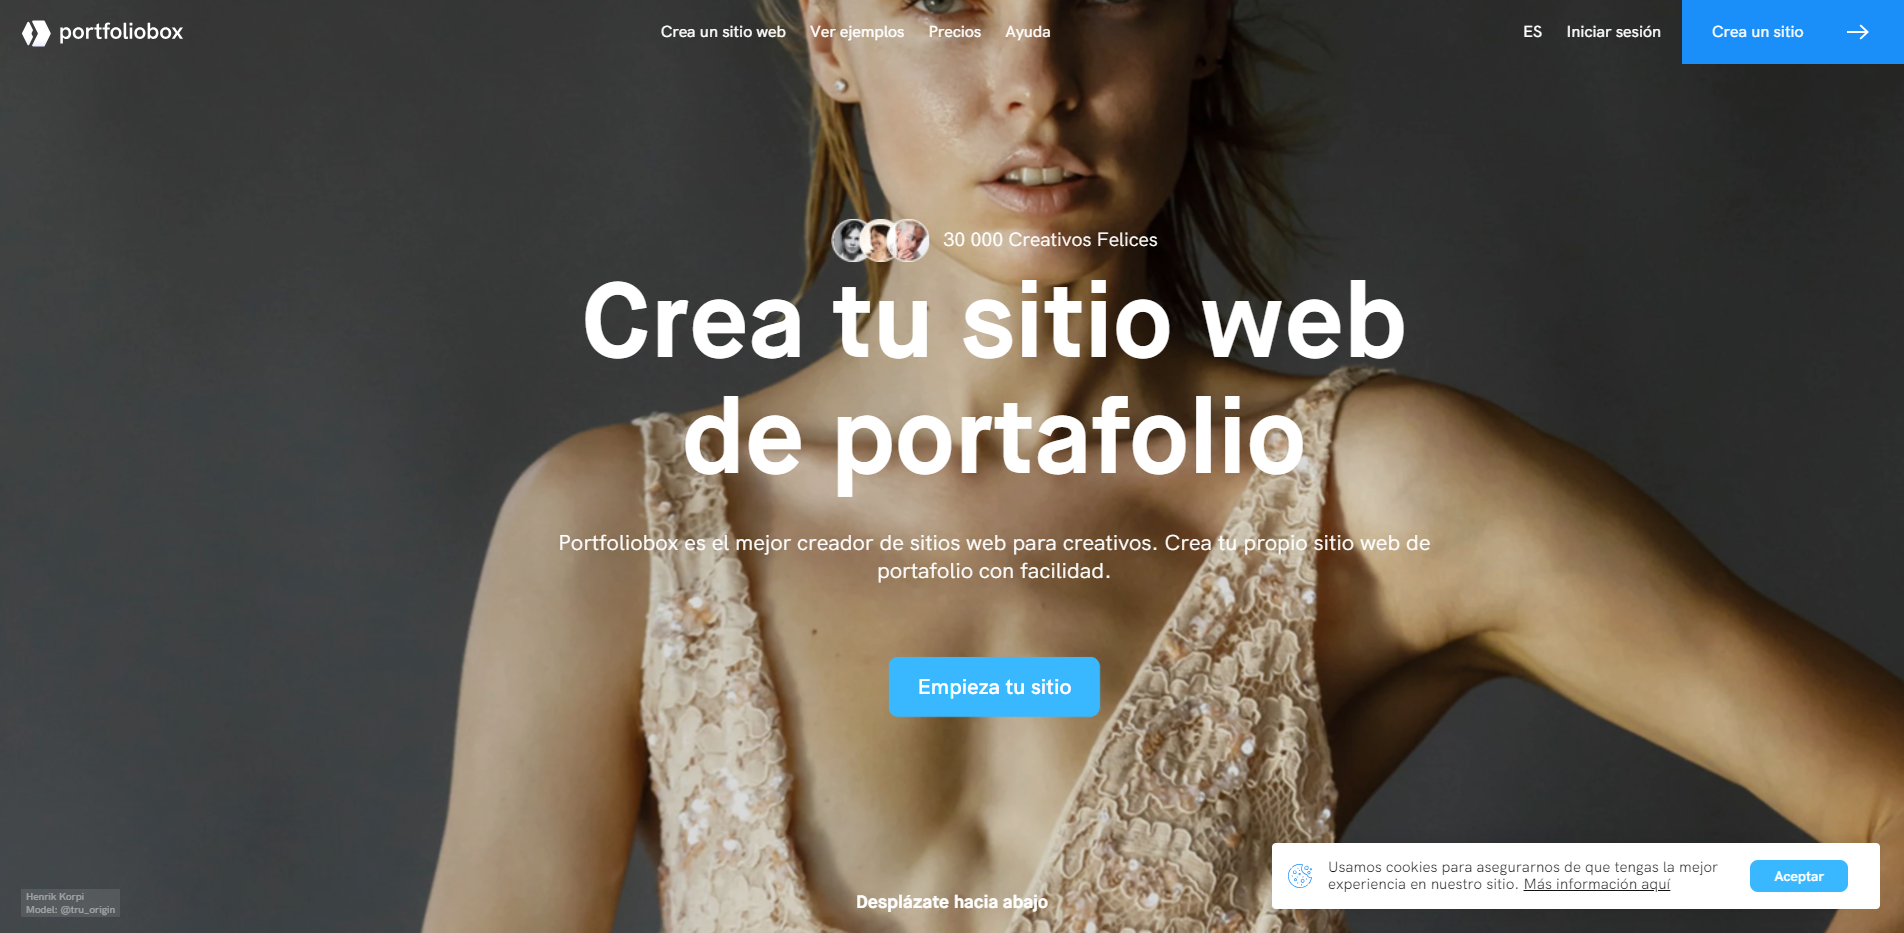 portfoliobox
Crea un sitio web
Ver ejemplos
Precios
Ayuda
ES
Iniciar sesión
Crea un sitio
30 000 Creativos Felices
Crea tu sitio web
de portafolio
Portfoliobox es el mejor creador de sitios web para creativos. Crea tu propio sitio web de
portafolio con facilidad.
Empieza tu sitio
Usamos cookies para asegurarnos de que tengas la mejor
experiencia en nuestro sitio. Más información aquí
Aceptar
Henrik Korpi
Model: @tru_origin
Desplázate hacia abajo